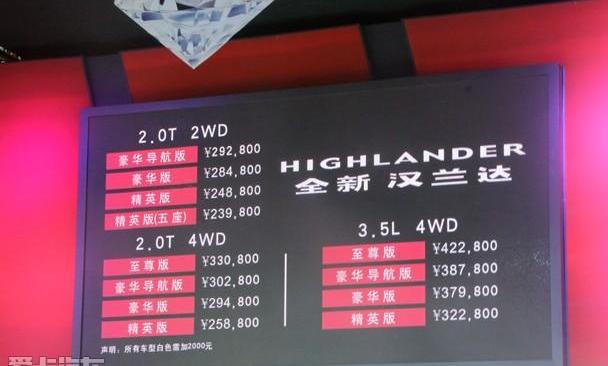 2.0T 2WD
豪华导航版 ¥292,800
豪华版 ¥284,800
精英版 ¥248,800
精英版(五座) ¥239,800
2.0T 4WD
至尊版 ¥330,800
豪华导航版 ¥302,800
豪华版 ¥294,800
精英版 ¥258,800
声明：所有车型白色需加2000元
HIGHLANDER
全新 汉兰达
3.5L 4WD
至尊版 ¥422,800
豪华导航版 ¥387,800
豪华版 ¥379,800
精英版 ¥322,800
爱卡汽车